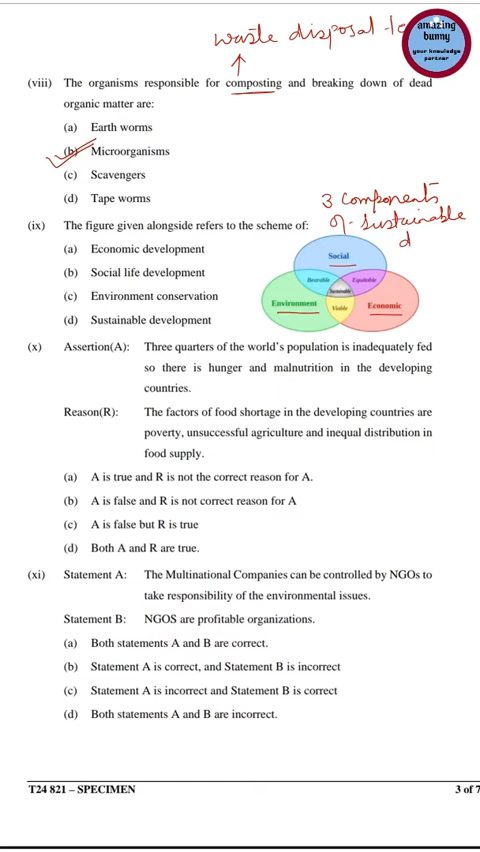 waste disposal
amazing
bunny
your knowledge
partner
(viii) The organisms responsible for composting and breaking down of dead
organic matter are:
(a) Earth worms
(b) Microorganisms
(c) Scavengers
(d) Tape worms
3 components
of sustainable
d
(ix) The figure given alongside refers to the scheme of:
(a) Economic development
(b) Social life development
(c) Environment conservation
(d) Sustainable development
Social
Bearable Equitable
Sustainable
Environment Viable Economic
(x) Assertion(A): Three quarters of the world's population is inadequately fed
so there is hunger and malnutrition in the developing
countries.
Reason(R): The factors of food shortage in the developing countries are
poverty, unsuccessful agriculture and inequal distribution in
food supply.
(a) A is true and R is not the correct reason for A.
(b) A is false and R is not correct reason for A
(c) A is false but R is true
(d) Both A and R are true.
(xi) Statement A: The Multinational Companies can be controlled by NGOs to
take responsibility of the environmental issues.
Statement B: NGOS are profitable organizations.
(a) Both statements A and B are correct.
(b) Statement A is correct, and Statement B is incorrect
(c) Statement A is incorrect and Statement B is correct
(d) Both statements A and B are incorrect.
T24 821 – SPECIMEN 3 of 7